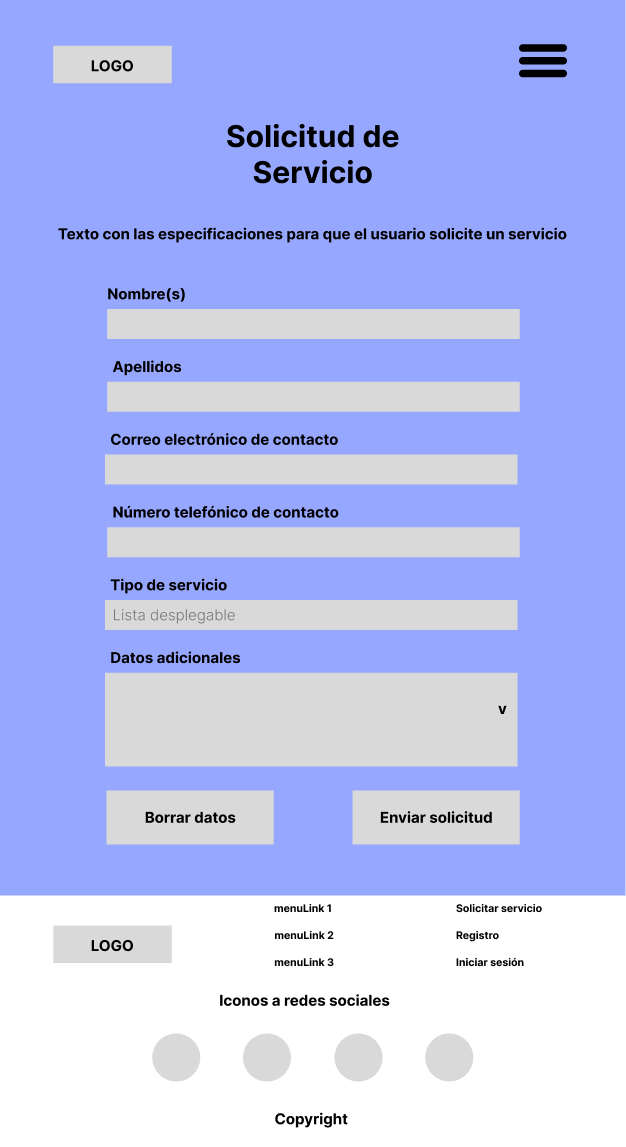 LOGO
Solicitud de
Servicio
Texto con las especificaciones para que el usuario solicite un servicio
Nombre(s)
Apellidos
Correo electrónico de contacto
Número telefónico de contacto
Tipo de servicio
Lista desplegable
Datos adicionales
v
Borrar datos
Enviar solicitud
menuLink 1
Solicitar servicio
LOGO
menuLink 2
Registro
menuLink 3
Iniciar sesión
Iconos a redes sociales
Copyright